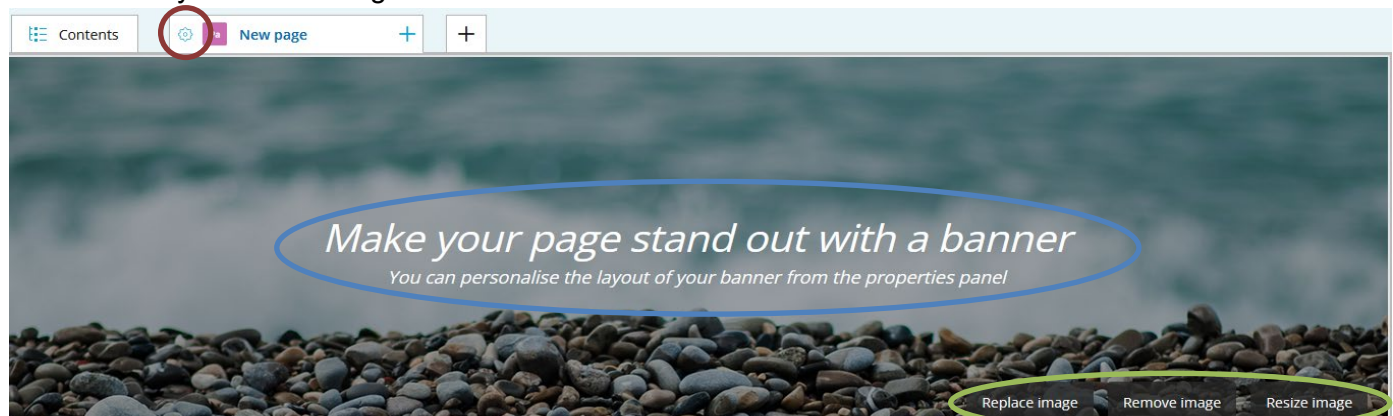 Contents
New page
+
+
Make your page stand out with a banner
You can personalise the layout of your banner from the properties panel
Replace image Remove image Resize image